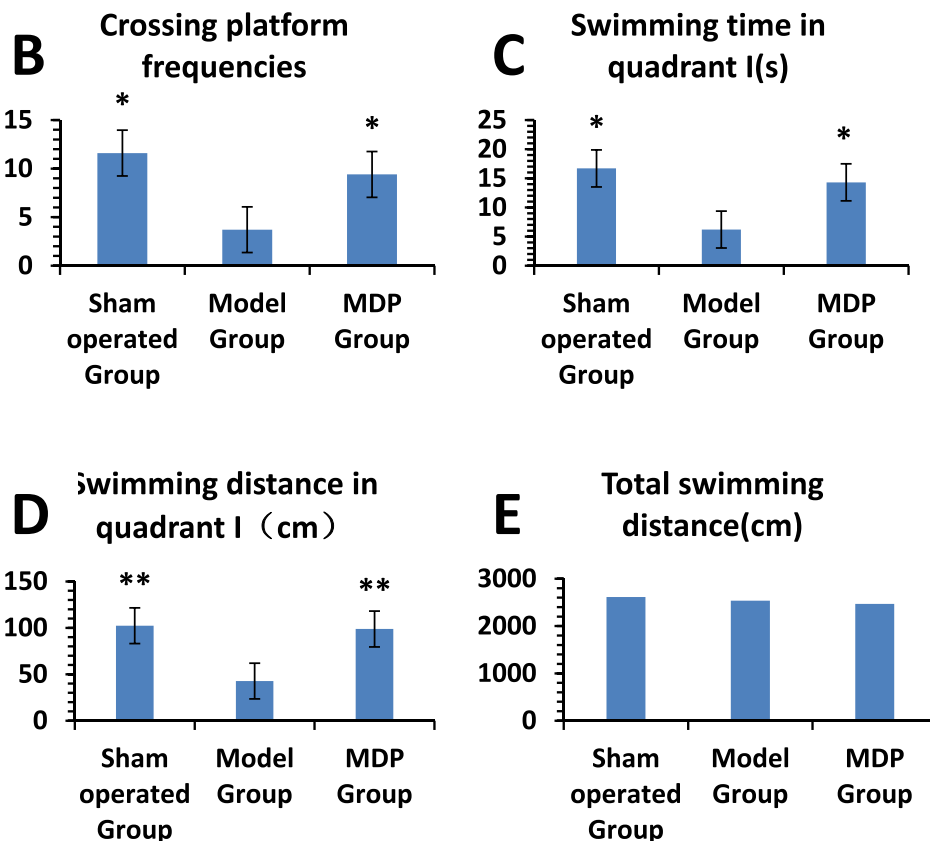 B
Crossing platform
frequencies
*
*
15
10
5
0
Sham
operated
Group
Model
Group
MDP
Group
C
Swimming time in
quadrant I(s)
*
*
25
20
15
10
5
0
Sham
operated
Group
Model
Group
MDP
Group
D
Swimming distance in
quadrant I（cm）
**
**
150
100
50
0
Sham
operated
Group
Model
Group
MDP
Group
E
Total swimming
distance(cm)
3000
2000
1000
0
Sham
operated
Group
Model
Group
MDP
Group